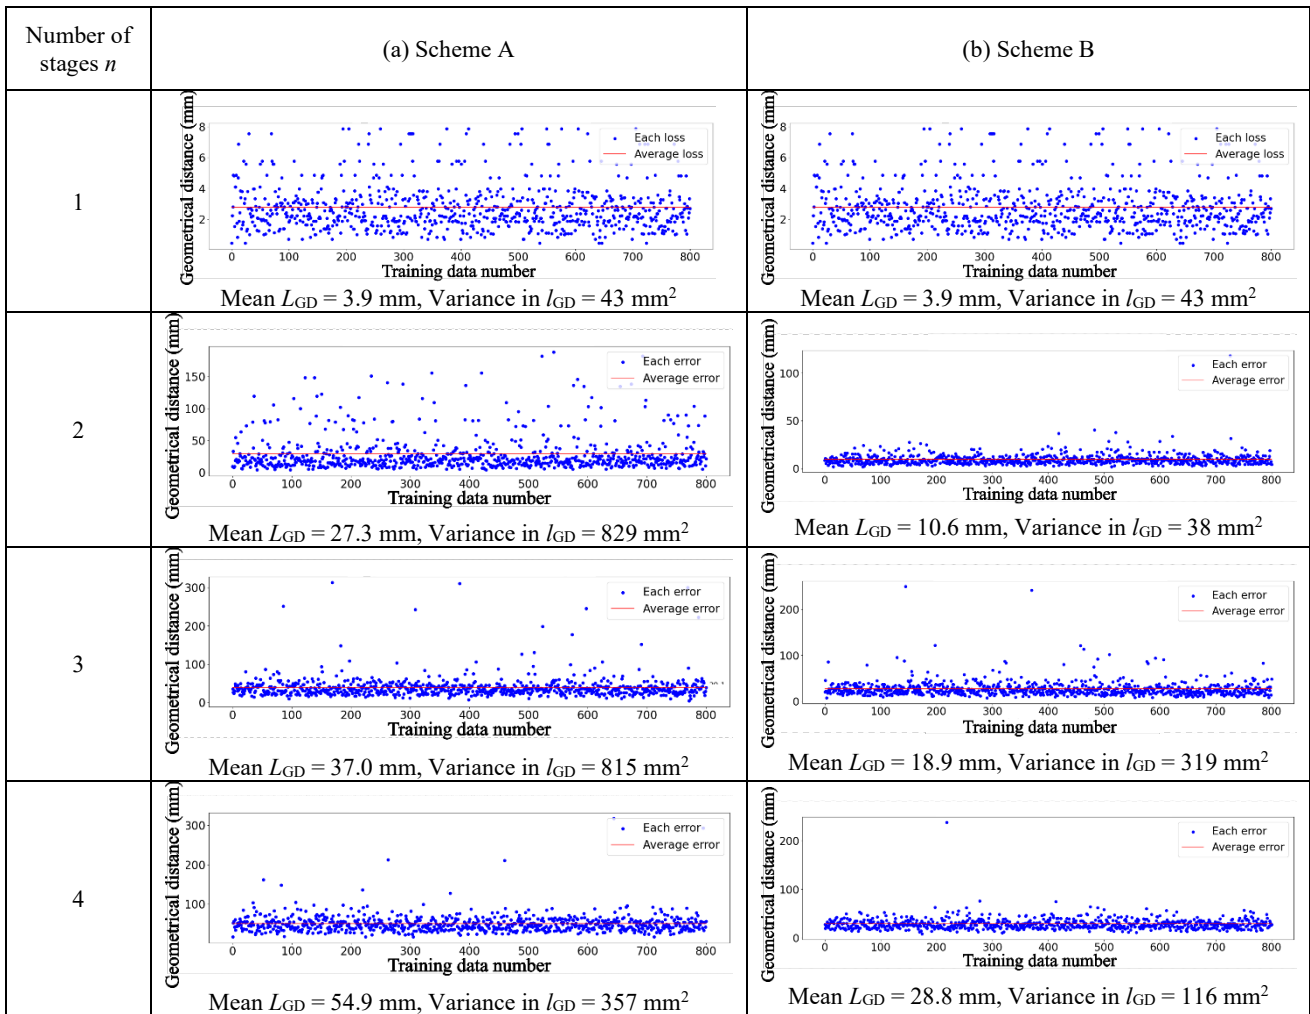 Number of
stages n
(a) Scheme A
(b) Scheme B
1
Geometrical distance (mm)
8
6
4
2
Each loss
Average loss
0 100 200 300 400 500 600 700 800
Training data number
Mean LGD = 3.9 mm, Variance in lGD = 43 mm²
Geometrical distance (mm)
8
6
4
2
Each loss
Average loss
0 100 200 300 400 500 600 700 800
Training data number
Mean LGD = 3.9 mm, Variance in lGD = 43 mm²
2
Geometrical distance (mm)
150
100
50
0
Each error
Average error
0 100 200 300 400 500 600 700 800
Training data number
Mean LGD = 27.3 mm, Variance in lGD = 829 mm²
Geometrical distance (mm)
100
50
0
Each error
Average error
0 100 200 300 400 500 600 700 800
Training data number
Mean LGD = 10.6 mm, Variance in lGD = 38 mm²
3
Geometrical distance (mm)
300
200
100
0
Each error
Average error
0 100 200 300 400 500 600 700 800
Training data number
Mean LGD = 37.0 mm, Variance in lGD = 815 mm²
Geometrical distance (mm)
200
100
0
Each error
Average error
0 100 200 300 400 500 600 700 800
Training data number
Mean LGD = 18.9 mm, Variance in lGD = 319 mm²
4
Geometrical distance (mm)
300
200
100
Each error
Average error
0 100 200 300 400 500 600 700 800
Training data number
Mean LGD = 54.9 mm, Variance in lGD = 357 mm²
Geometrical distance (mm)
200
100
0
Each error
Average error
0 100 200 300 400 500 600 700 800
Training data number
Mean LGD = 28.8 mm, Variance in lGD = 116 mm²